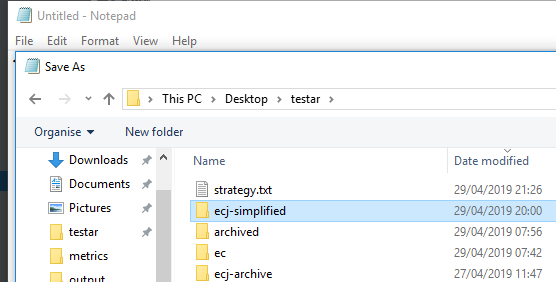 Untitled - Notepad
File Edit Format View Help
Save As
This PC > Desktop > testar >
Organise New folder
Name Date modified
Downloads
Documents
Pictures
testar
metrics
output
strategy.txt 29/04/2019 21:26
ecj-simplified 29/04/2019 20:00
archived 29/04/2019 07:56
ec 29/04/2019 07:42
ecj-archive 27/04/2019 11:47